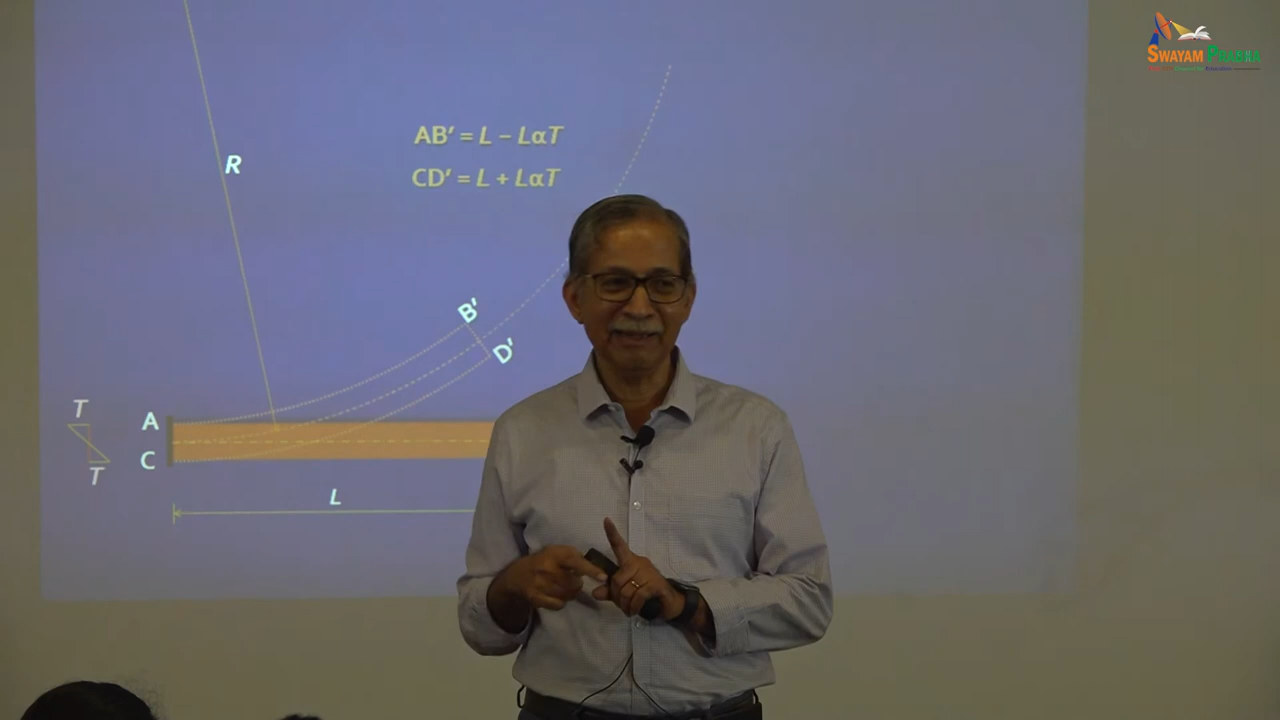 SWAYAM PRABHA
R
AB′ = L – LαT
CD′ = L + LαT
B′
D′
T
A
C
T
L